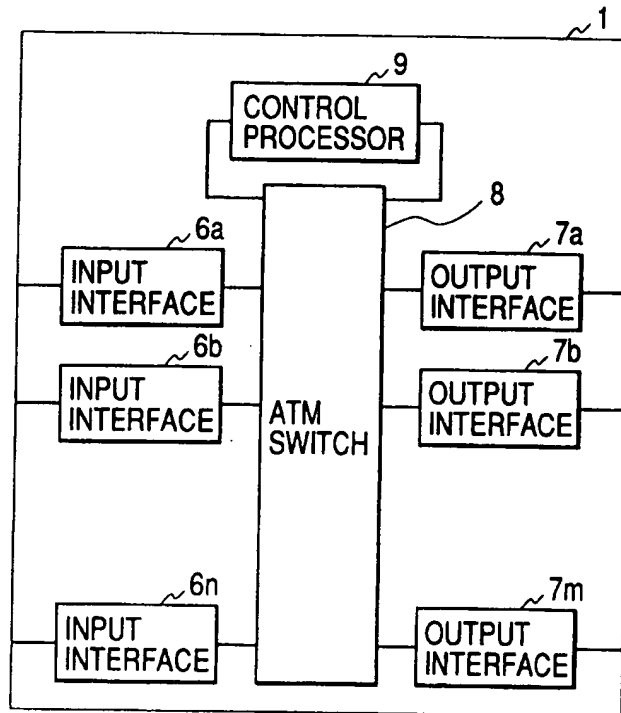 1
9
CONTROL
PROCESSOR
8
6a
INPUT
INTERFACE
7a
OUTPUT
INTERFACE
6b
INPUT
INTERFACE
7b
OUTPUT
INTERFACE
ATM
SWITCH
6n
INPUT
INTERFACE
7m
OUTPUT
INTERFACE